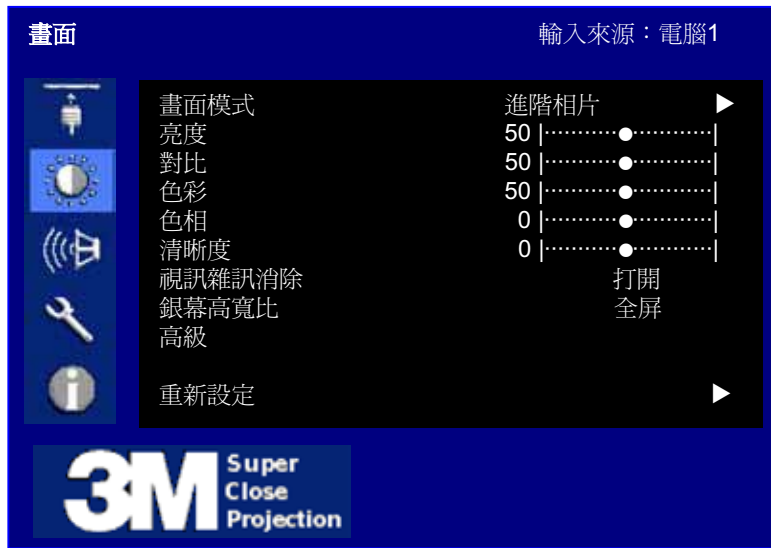 畫面 輸入來源：電腦1
畫面模式 進階相片 ▶
亮度 50 |···········●············|
對比 50 |···········●············|
色彩 50 |···········●············|
色相 0 |···········●············|
清晰度 0 |···········●············|
視訊雜訊消除 打開
銀幕高寬比 全屏
高級
重新設定 ▶
3M Super
Close
Projection